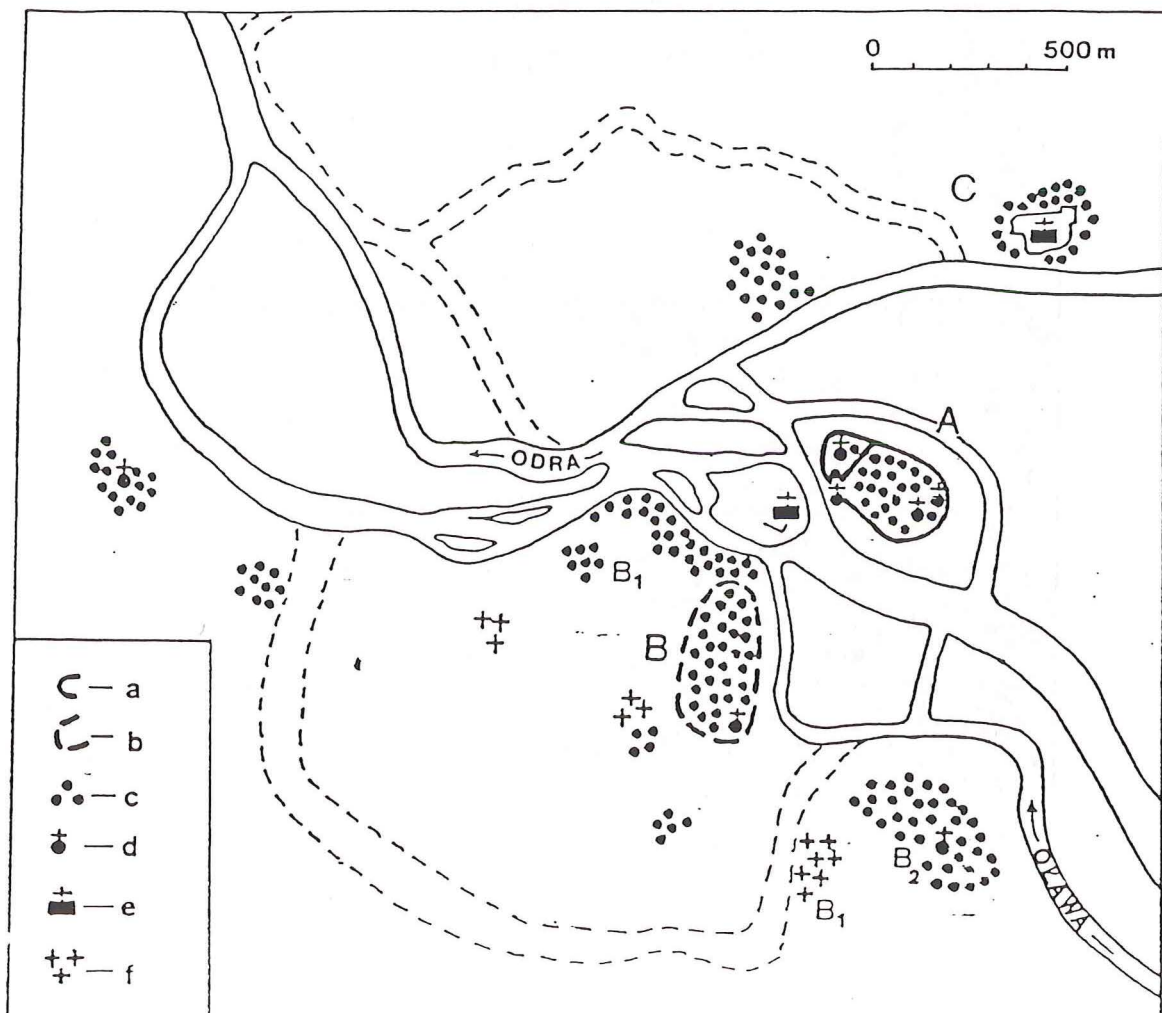 0 500 m
C
A
ODRA
B₁
B
B₂
B₁
OŁAWA
— a
— b
— c
— d
— e
— f